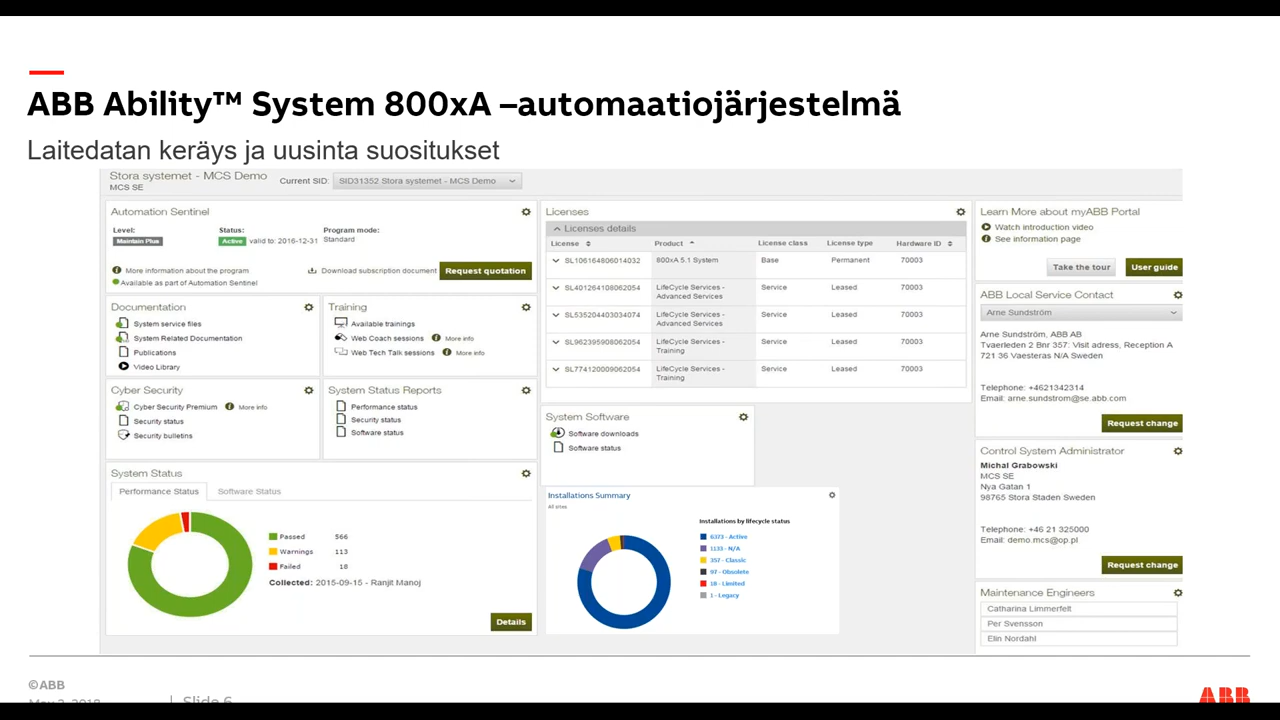 ABB Ability™ System 800xA –automaatiojärjestelmä
Laitedatan keräys ja uusinta suositukset
Stora systemet - MCS Demo
MCS SE
Current SID: SID31352 Stora systemet - MCS Demo
Automation Sentinel
Level: Status: Program mode:
Maintain Plus Active valid to: 2016-12-31 Standard
More information about the program Download subscription document Request quotation
Available as part of Automation Sentinel
Documentation
System service files
System Related Documentation
Publications
Video Library
Training
Available trainings
Web Coach sessions More info
Web Tech Talk sessions More info
Cyber Security
Cyber Security Premium More info
Security status
Security bulletins
System Status Reports
Performance status
Security status
Software status
System Status
Performance Status Software Status
Passed 566
Warnings 113
Failed 18
Collected: 2015-09-15 - Ranjit Manoj
Details
Licenses
Licenses details
License Product License class License type Hardware ID
SL106164806014032 800xA 5.1 System Base Permanent 70003
SL401264108062054 LifeCycle Services - Advanced Services Service Leased 70003
SL535204403034074 LifeCycle Services - Advanced Services Service Leased 70003
SL962395908062054 LifeCycle Services - Training Service Leased 70003
SL774120009062054 LifeCycle Services - Training Service Leased 70003
System Software
Software downloads
Software status
Installations Summary
All sites
Installations by lifecycle status
6373 - Active
1133 - N/A
357 - Classic
97 - Obsolete
18 - Limited
1 - Legacy
Learn More about myABB Portal
Watch introduction video
See information page
Take the tour User guide
ABB Local Service Contact
Arne Sundström
Arne Sundström, ABB AB
Tvaerleden 2 Bnr 357: Visit adress, Reception A
721 36 Vaesteras N/A Sweden
Telephone: +4621342314
Email: arne.sundstrom@se.abb.com
Request change
Control System Administrator
Michal Grabowski
MCS SE
Nya Gatan 1
98765 Stora Staden Sweden
Telephone: +46 21 325000
Email: demo.mcs@op.pl
Request change
Maintenance Engineers
Catharina Limmerfelt
Per Svensson
Elin Nordahl
©ABB
May 2, 2018 | Slide 6
ABB